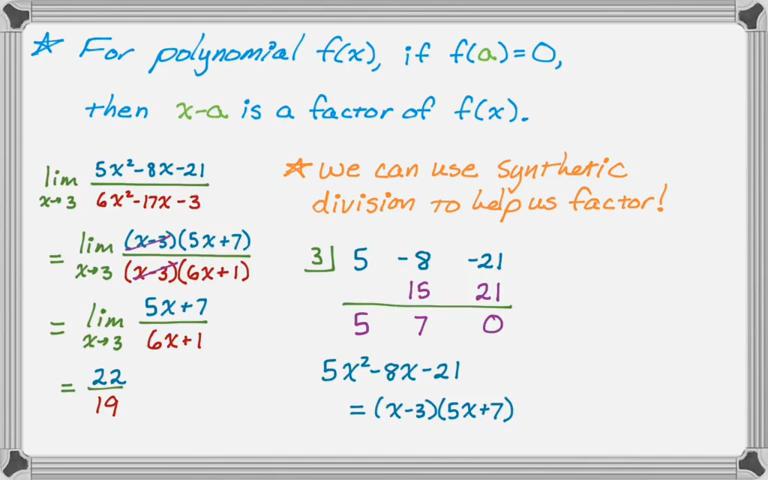 ☆ For polynomial f(x), if f(a)=0,
then x-a is a factor of f(x).
lim x→3 (5x²-8x-21)/(6x²-17x-3)
= lim x→3 (x-3)(5x+7)/(x-3)(6x+1)
= lim x→3 (5x+7)/(6x+1)
= 22/19
☆ We can use synthetic
division to help us factor!
3 5 -8 -21
15 21
5 7 0
5x²-8x-21
= (x-3)(5x+7)